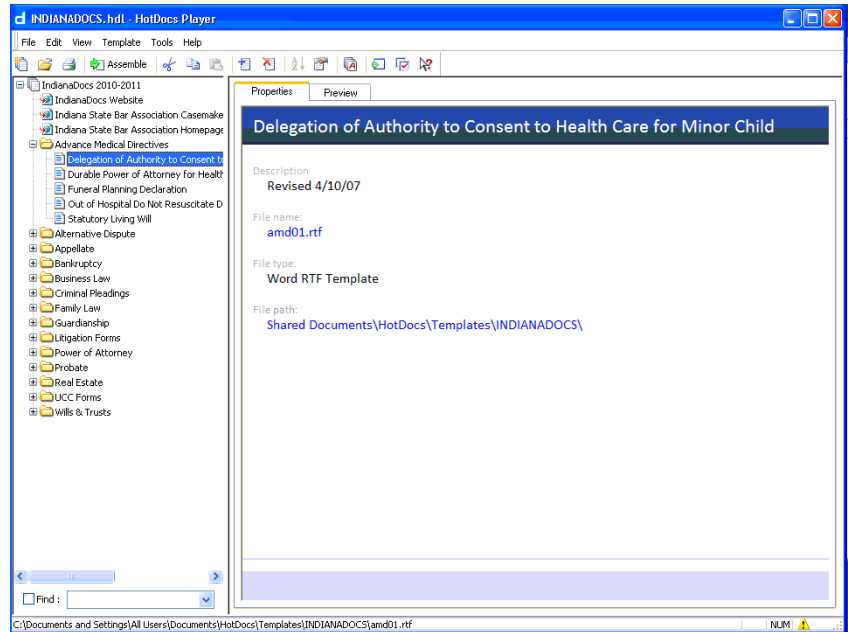 INDIANADOCS.hdl - HotDocs Player
File Edit View Template Tools Help
Assemble
IndianaDocs 2010-2011
IndianaDocs Website
Indiana State Bar Association Casemake
Indiana State Bar Association Homepage
Advance Medical Directives
Delegation of Authority to Consent to
Durable Power of Attorney for Health
Funeral Planning Declaration
Out of Hospital Do Not Resuscitate D
Statutory Living Will
Alternative Dispute
Appellate
Bankruptcy
Business Law
Criminal Pleadings
Family Law
Guardianship
Litigation Forms
Power of Attorney
Probate
Real Estate
UCC Forms
Wills & Trusts
Find :
Properties Preview
Delegation of Authority to Consent to Health Care for Minor Child
Description:
Revised 4/10/07
File name:
amd01.rtf
File type:
Word RTF Template
File path:
Shared Documents\HotDocs\Templates\INDIANADOCS\
C:\Documents and Settings\All Users\Documents\HotDocs\Templates\INDIANADOCS\amd01.rtf NUM